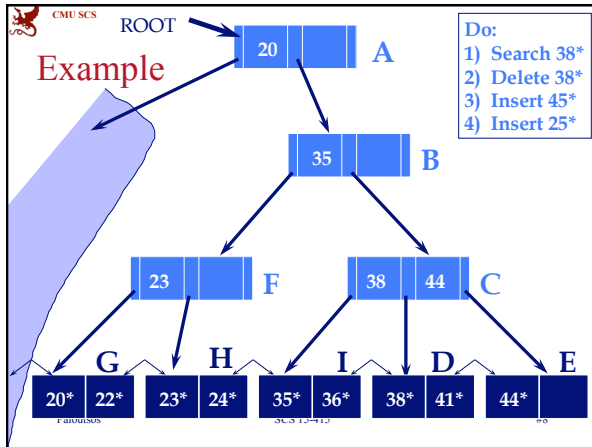 CMU SCS
ROOT
Example
Do:
1) Search 38*
2) Delete 38*
3) Insert 45*
4) Insert 25*
20
A
35
B
23
F
38 44
C
G H I D E
20* 22* 23* 24* 35* 36* 38* 41* 44*
Faloutsos SCS 15-415 #8